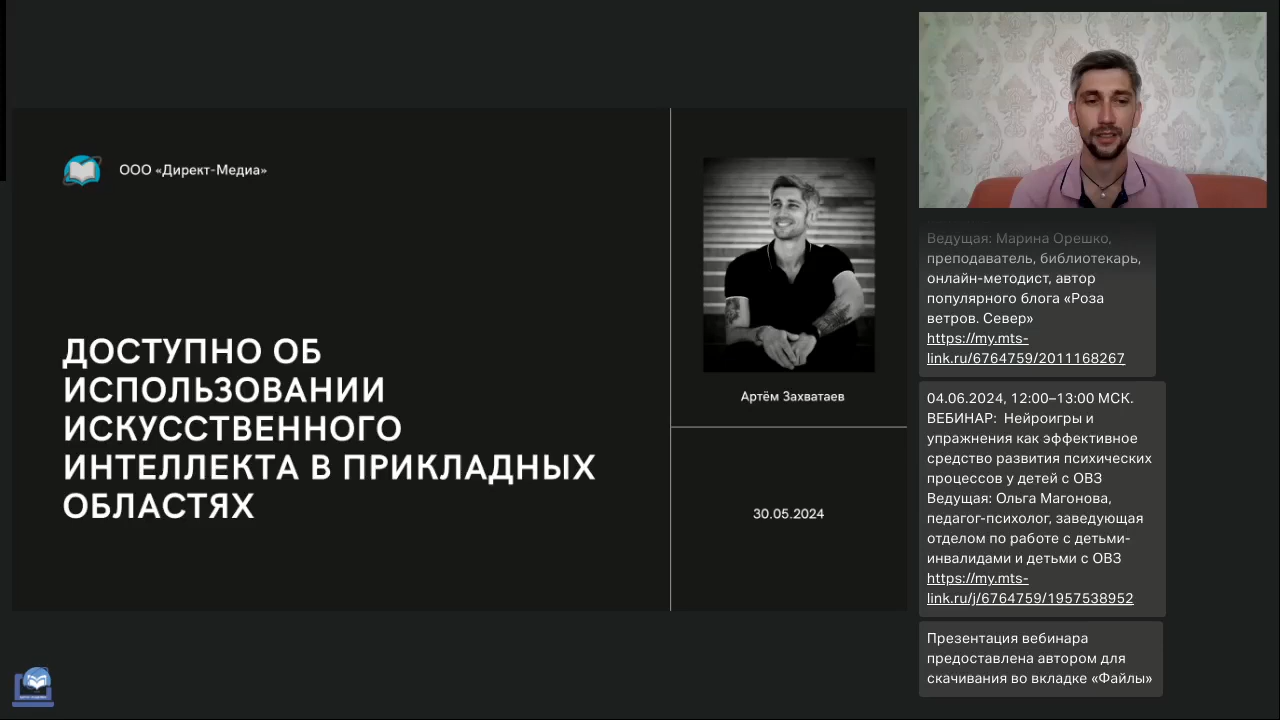 ООО «Директ-Медиа»
ДОСТУПНО ОБ
ИСПОЛЬЗОВАНИИ
ИСКУССТВЕННОГО
ИНТЕЛЛЕКТА В ПРИКЛАДНЫХ
ОБЛАСТЯХ
Артём Захватаев
30.05.2024
Ведущая: Марина Орешко,
преподаватель, библиотекарь,
онлайн-методист, автор
популярного блога «Роза
ветров. Север»
https://my.mts-
link.ru/6764759/2011168267
04.06.2024, 12:00–13:00 МСК.
ВЕБИНАР:  Нейроигры и
упражнения как эффективное
средство развития психических
процессов у детей с ОВЗ
Ведущая: Ольга Магонова,
педагог-психолог, заведующая
отделом по работе с детьми-
инвалидами и детьми с ОВЗ
https://my.mts-
link.ru/j/6764759/1957538952
Презентация вебинара
предоставлена автором для
скачивания во вкладке «Файлы»